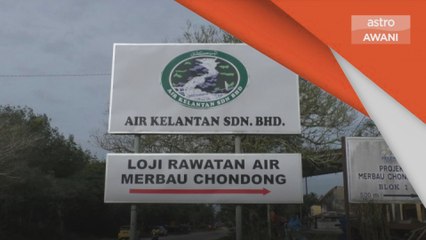 astro
AWANI
AIR KELANTAN SDN BHD
AIR KELANTAN SDN. BHD.
LOJI RAWATAN AIR
MERBAU CHONDONG
PROJEK
MERBAU CHONDONG
BLOK 1